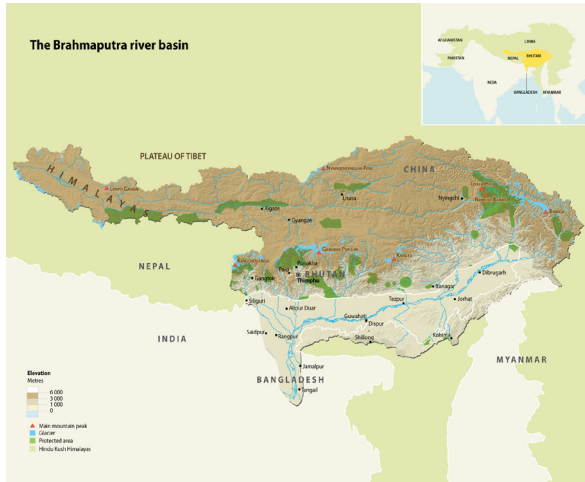 The Brahmaputra river basin
AFGHANISTAN
CHINA
PAKISTAN
NEPAL
BHUTAN
INDIA
BANGLADESH
MYANMAR
PLATEAU OF TIBET
HIMALAYAS
CHINA
Lhasa
Nyingchi
Xigaze
Gyangze
NEPAL
Punakha
Paro
BHUTAN
Thimphu
Gangtok
Siliguri
Alipur Duar
Itanagar
Dibrugarh
Tezpur
Jorhat
Guwahati
Dispur
Saidpur
Rangpur
Shillong
Kohima
INDIA
MYANMAR
Jamalpur
BANGLADESH
Tangail
Elevation
Metres
6 000
3 000
1 000
0
Main mountain peak
Glacier
Protected area
Hindu Kush Himalayas